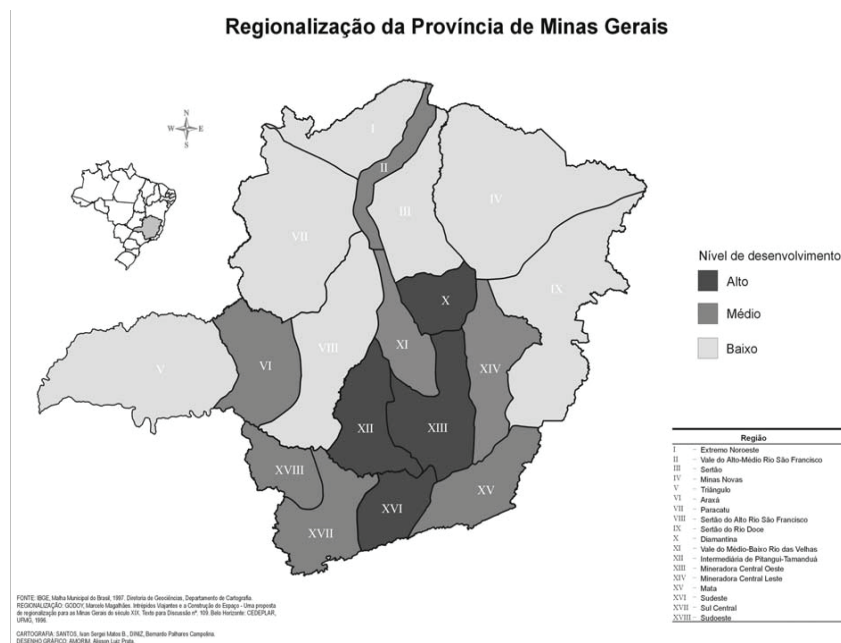 Regionalização da Província de Minas Gerais
N
W E
S
I
II
III
IV
VII
IX
X
V
VI
VIII
XI
XIV
XII
XIII
XVIII
XV
XVI
XVII
Nível de desenvolvimento
Alto
Médio
Baixo
Região
I – Extremo Noroeste
II – Vale do Alto-Médio Rio São Francisco
III – Sertão
IV – Minas Novas
V – Triângulo
VI – Araxá
VII – Paracatu
VIII – Sertão do Alto Rio São Francisco
IX – Sertão do Rio Doce
X – Diamantina
XI – Vale do Médio-Baixo Rio das Velhas
XII – Intermediária de Pitangui-Tamanduá
XIII – Mineradora Central Oeste
XIV – Mineradora Central Leste
XV – Mata
XVI – Sudeste
XVII – Sul Central
XVIII – Sudoeste
FONTE: IBGE, Malha Municipal do Brasil, 1997. Diretoria de Geociências, Departamento de Cartografia.
REGIONALIZAÇÃO: GODOY, Marcelo Magalhães. Intrépidos Viajantes e a Construção do Espaço - Uma proposta
de regionalização para as Minas Gerais do século XIX. Texto para Discussão nº. 109. Belo Horizonte: CEDEPLAR,
UFMG, 1996.
CARTOGRAFIA: SANTOS, Ivan Sergei Matos B., DINIZ, Bernardo Palhares Campolina.
DESENHO GRÁFICO: AMORIM, Alisson Luiz Prata.